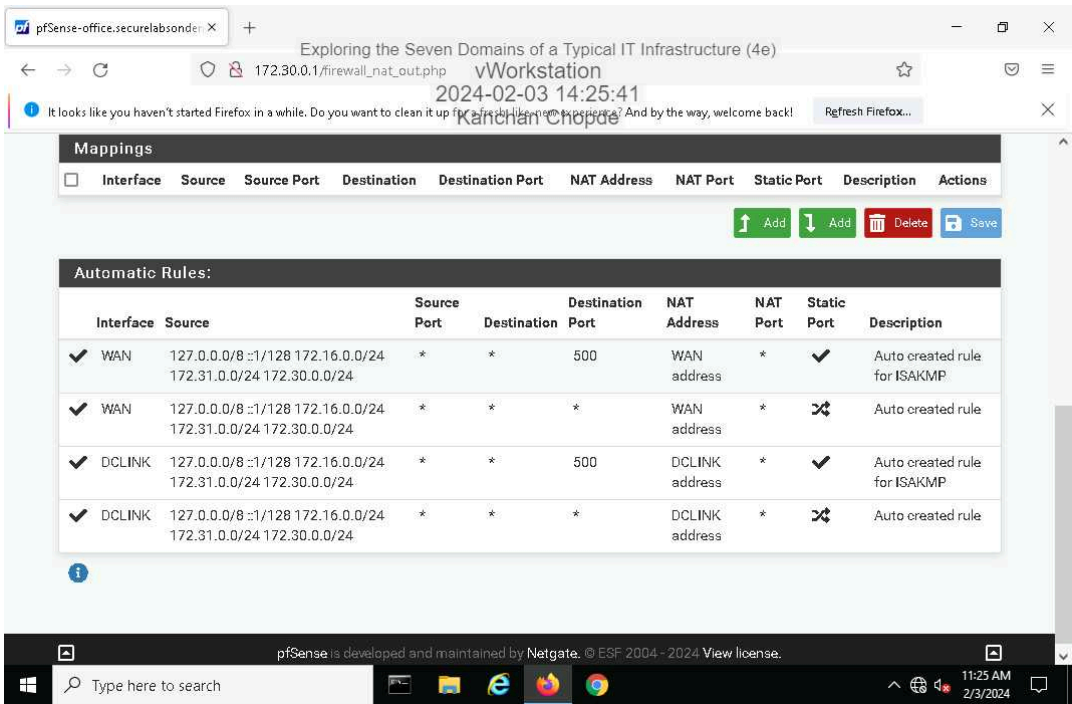 pfSense-office.securelabsonden
Exploring the Seven Domains of a Typical IT Infrastructure (4e)
172.30.0.1/firewall_nat_out.php
vWorkstation
2024-02-03 14:25:41
It looks like you haven't started Firefox in a while. Do you want to clean it up for a fresh, like-new experience? And by the way, welcome back! Refresh Firefox...
Kanchan Chopde
Mappings
Interface Source Source Port Destination Destination Port NAT Address NAT Port Static Port Description Actions
Add Add Delete Save
Automatic Rules:
Interface Source Source Port Destination Destination Port NAT Address NAT Port Static Port Description
WAN 127.0.0.0/8 ::1/128 172.16.0.0/24 * * 500 WAN * Auto created rule
172.31.0.0/24 172.30.0.0/24 address for ISAKMP
WAN 127.0.0.0/8 ::1/128 172.16.0.0/24 * * * WAN * Auto created rule
172.31.0.0/24 172.30.0.0/24 address
DCLINK 127.0.0.0/8 ::1/128 172.16.0.0/24 * * 500 DCLINK * Auto created rule
172.31.0.0/24 172.30.0.0/24 address for ISAKMP
DCLINK 127.0.0.0/8 ::1/128 172.16.0.0/24 * * * DCLINK * Auto created rule
172.31.0.0/24 172.30.0.0/24 address
pfSense is developed and maintained by Netgate. © ESF 2004 - 2024 View license.
Type here to search
11:25 AM
2/3/2024